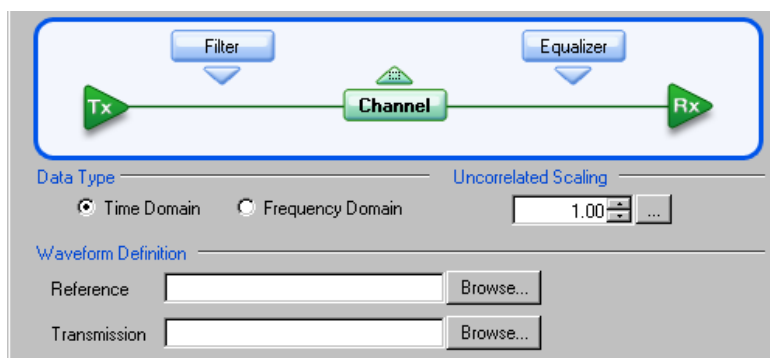 Filter
Equalizer
Tx
Channel
Rx
Data Type
Uncorrelated Scaling
Time Domain
Frequency Domain
1.00
...
Waveform Definition
Reference
Browse...
Transmission
Browse...